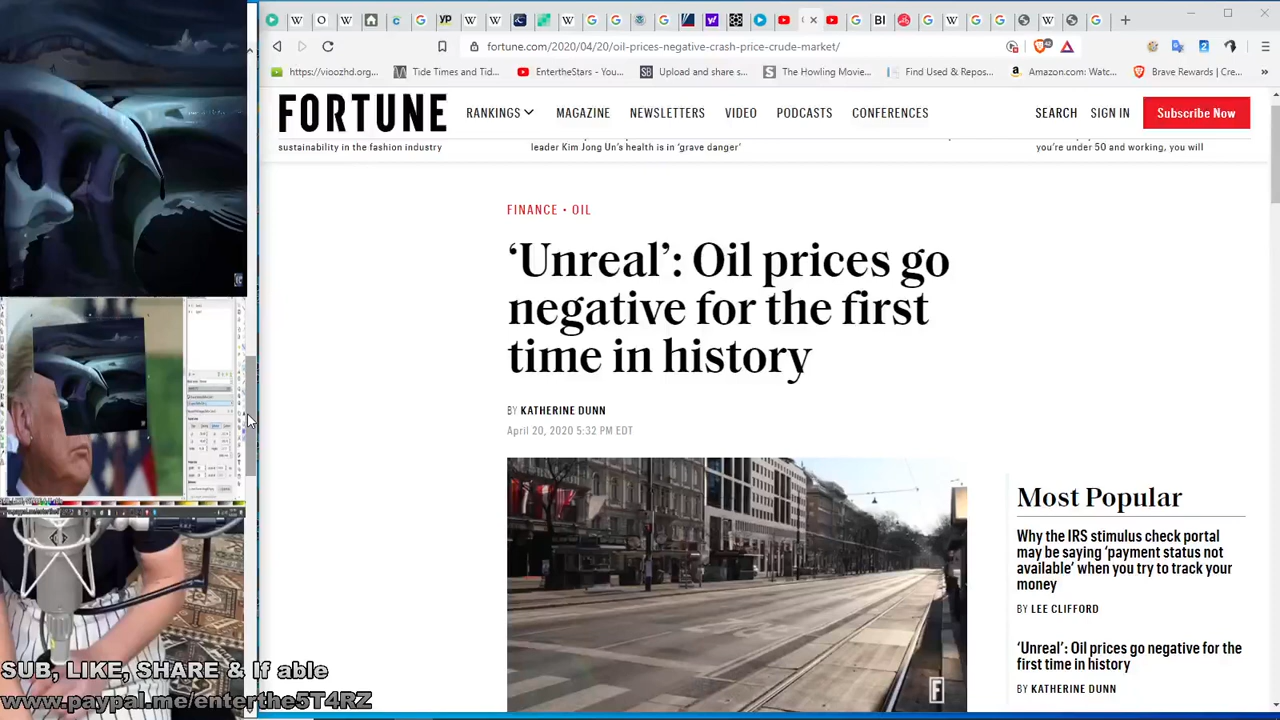 fortune.com/2020/04/20/oil-prices-negative-crash-price-crude-market/
https://vioozhd.org...
Tide Times and Tid...
EntertheStars - You...
Upload and share s...
The Howling Movie...
Find Used & Repos...
Amazon.com: Watc...
Brave Rewards | Cre...
»
FORTUNE
RANKINGS
MAGAZINE
NEWSLETTERS
VIDEO
PODCASTS
CONFERENCES
SEARCH
SIGN IN
Subscribe Now
sustainability in the fashion industry
leader Kim Jong Un's health is in 'grave danger'
you're under 50 and working, you will
FINANCE • OIL
‘Unreal’: Oil prices go
negative for the first
time in history
BY KATHERINE DUNN
April 20, 2020 5:32 PM EDT
F
Most Popular
Why the IRS stimulus check portal
may be saying ‘payment status not
available’ when you try to track your
money
BY LEE CLIFFORD
‘Unreal’: Oil prices go negative for the
first time in history
BY KATHERINE DUNN
SUB, LIKE, SHARE & If able
www.paypal.me/enterthe5T4RZ